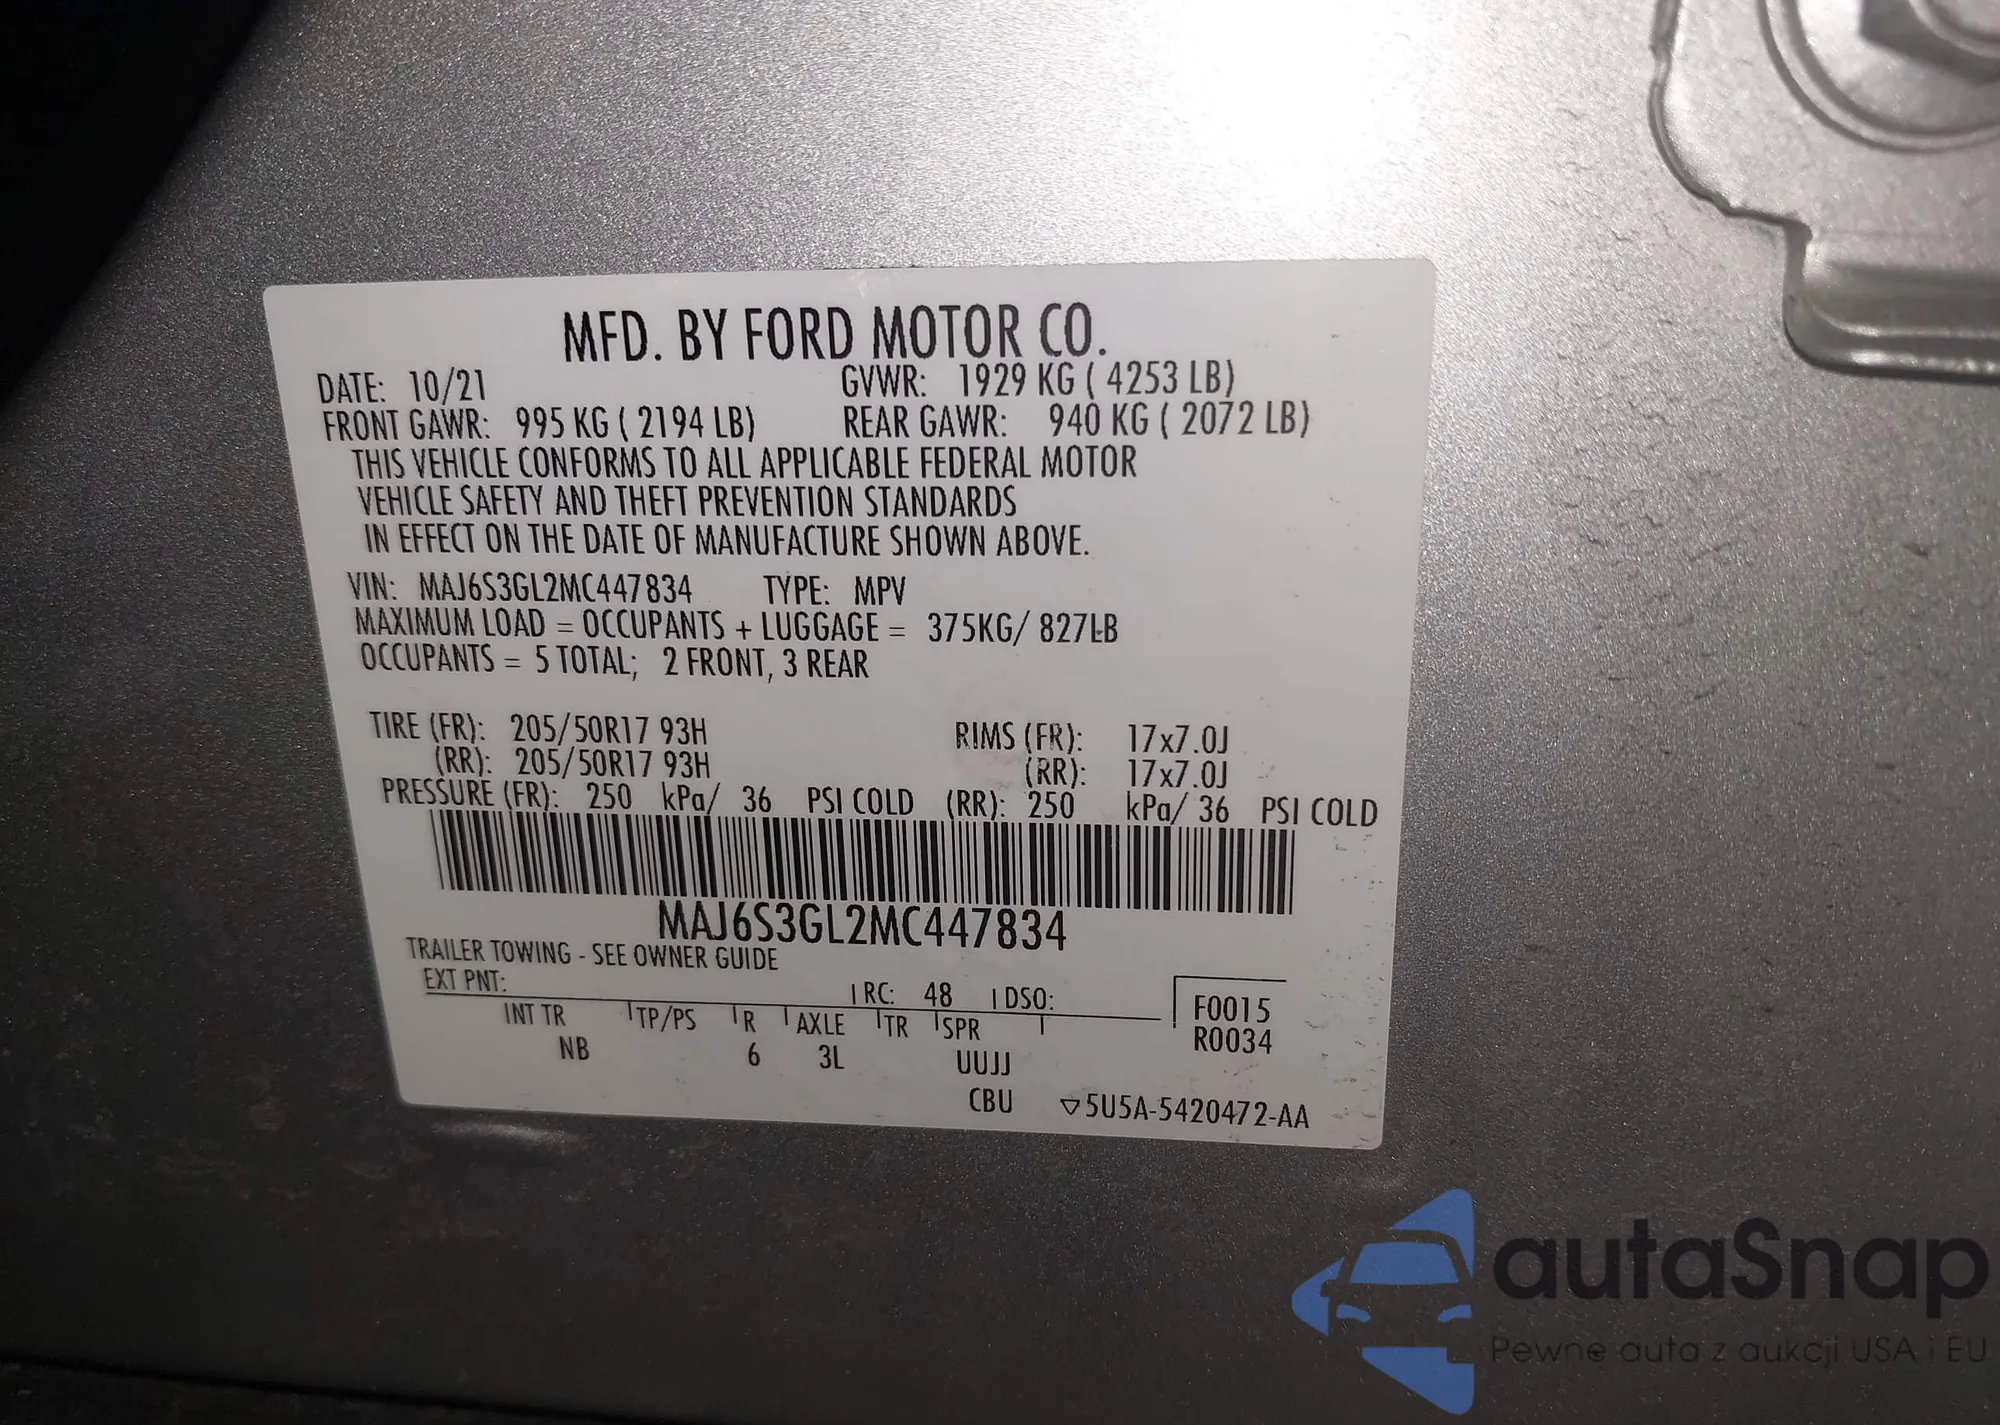 MFD. BY FORD MOTOR CO.
DATE: 10/21 GVWR: 1929 KG ( 4253 LB)
FRONT GAWR: 995 KG ( 2194 LB) REAR GAWR: 940 KG ( 2072 LB)
THIS VEHICLE CONFORMS TO ALL APPLICABLE FEDERAL MOTOR
VEHICLE SAFETY AND THEFT PREVENTION STANDARDS
IN EFFECT ON THE DATE OF MANUFACTURE SHOWN ABOVE.
VIN: MAJ6S3GL2MC447834 TYPE: MPV
MAXIMUM LOAD = OCCUPANTS + LUGGAGE = 375KG/ 827LB
OCCUPANTS = 5 TOTAL; 2 FRONT, 3 REAR
TIRE (FR): 205/50R17 93H RIMS (FR): 17x7.0J
(RR): 205/50R17 93H (RR): 17x7.0J
PRESSURE (FR): 250 kPa/ 36 PSI COLD (RR): 250 kPa/ 36 PSI COLD
MAJ6S3GL2MC447834
TRAILER TOWING - SEE OWNER GUIDE
EXT PNT: RC: 48 DSO: F0015
INT TR TP/PS R AXLE TR SPR R0034
NB 6 3L UUJJ
CBU ▽5U5A-5420472-AA
autaSnap
Pewne auta z aukcji USA i EU